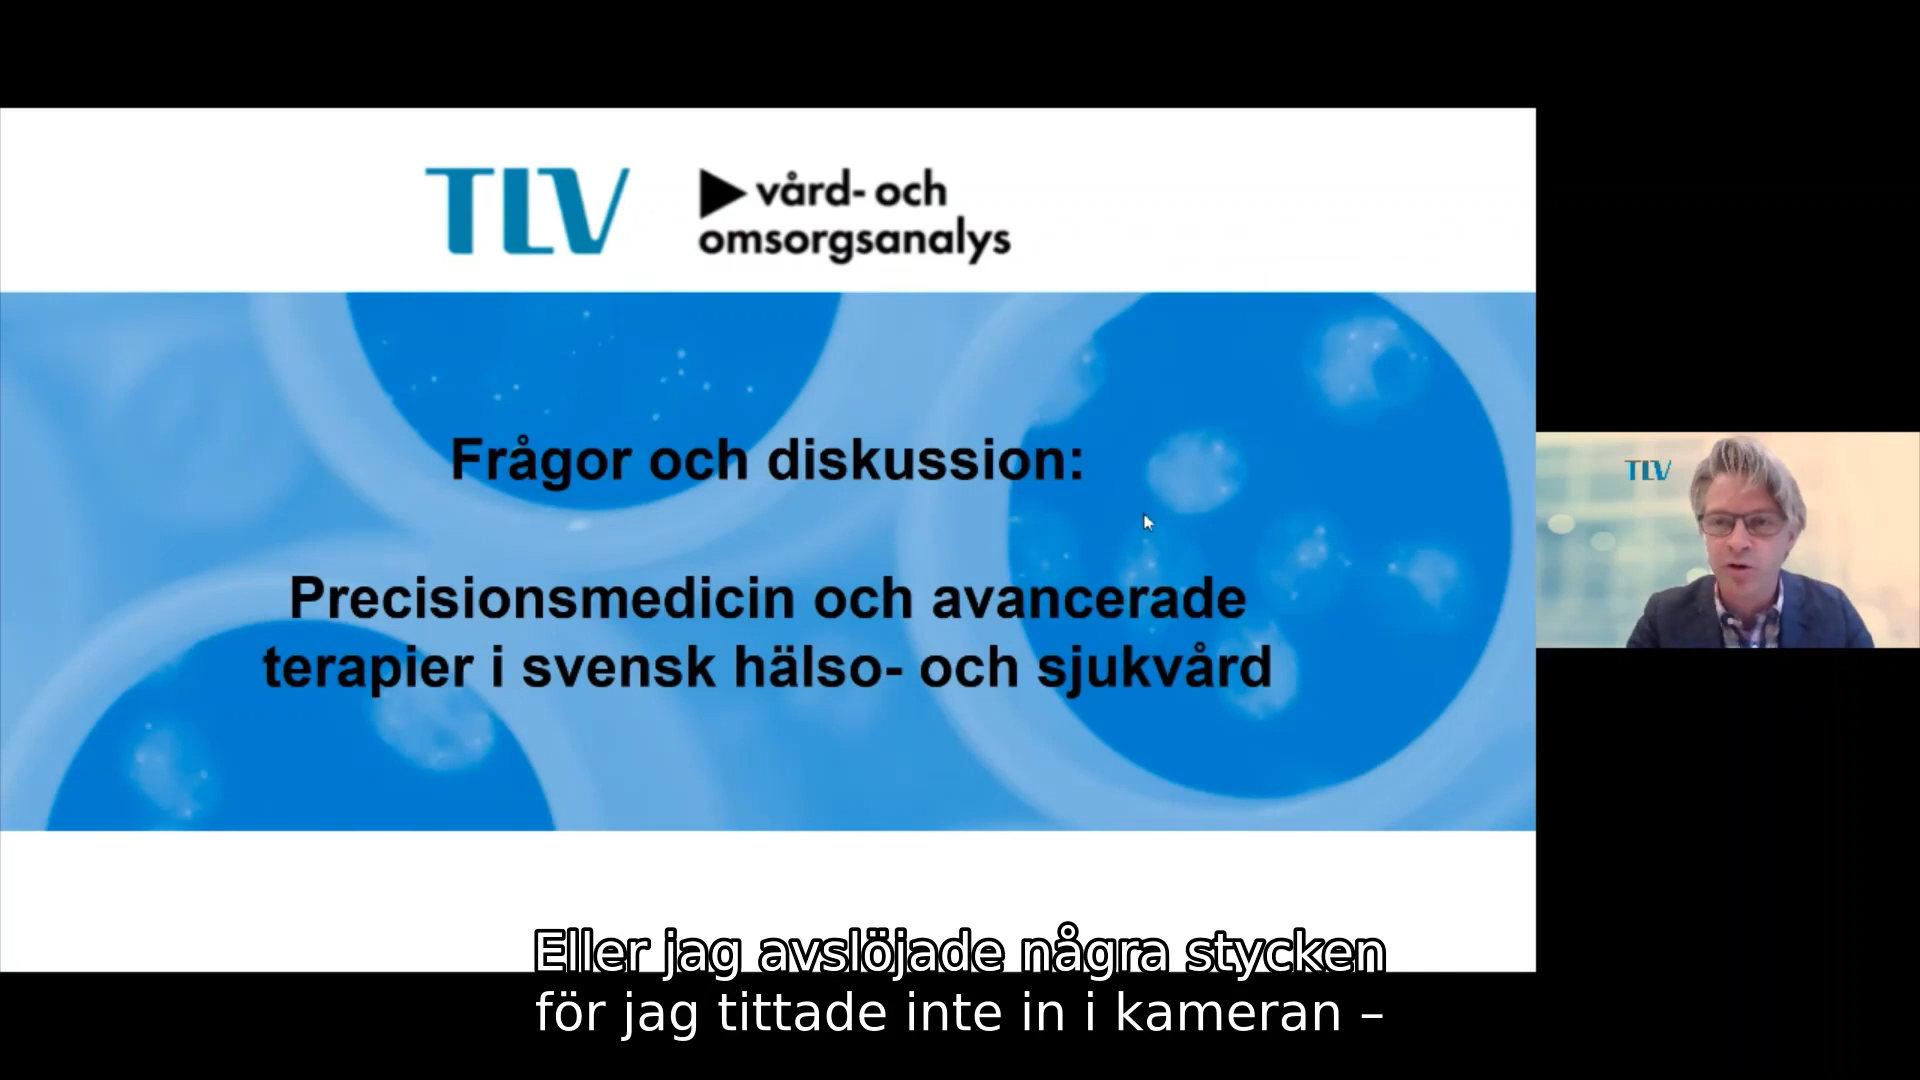 TLV
vård- och
omsorgsanalys
Frågor och diskussion:
Precisionsmedicin och avancerade
terapier i svensk hälso- och sjukvård
TLV
Eller jag avslöjade några stycken
för jag tittade inte in i kameran –